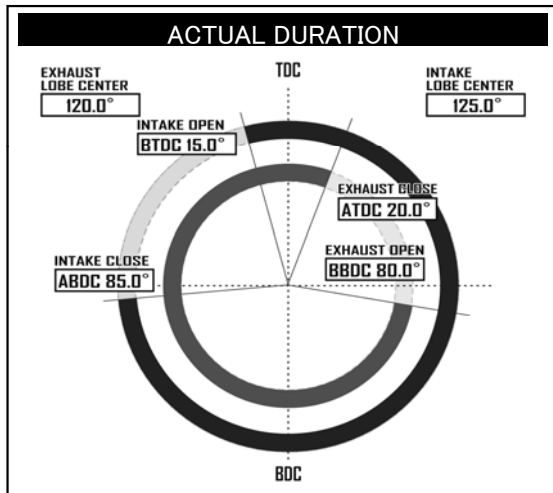 ACTUAL DURATION
EXHAUST
LOBE CENTER
120.0°
TDC
INTAKE
LOBE CENTER
125.0°
INTAKE OPEN
BTDC 15.0°
EXHAUST CLOSE
ATDC 20.0°
INTAKE CLOSE
ABDC 85.0°
EXHAUST OPEN
BBDC 80.0°
BDC